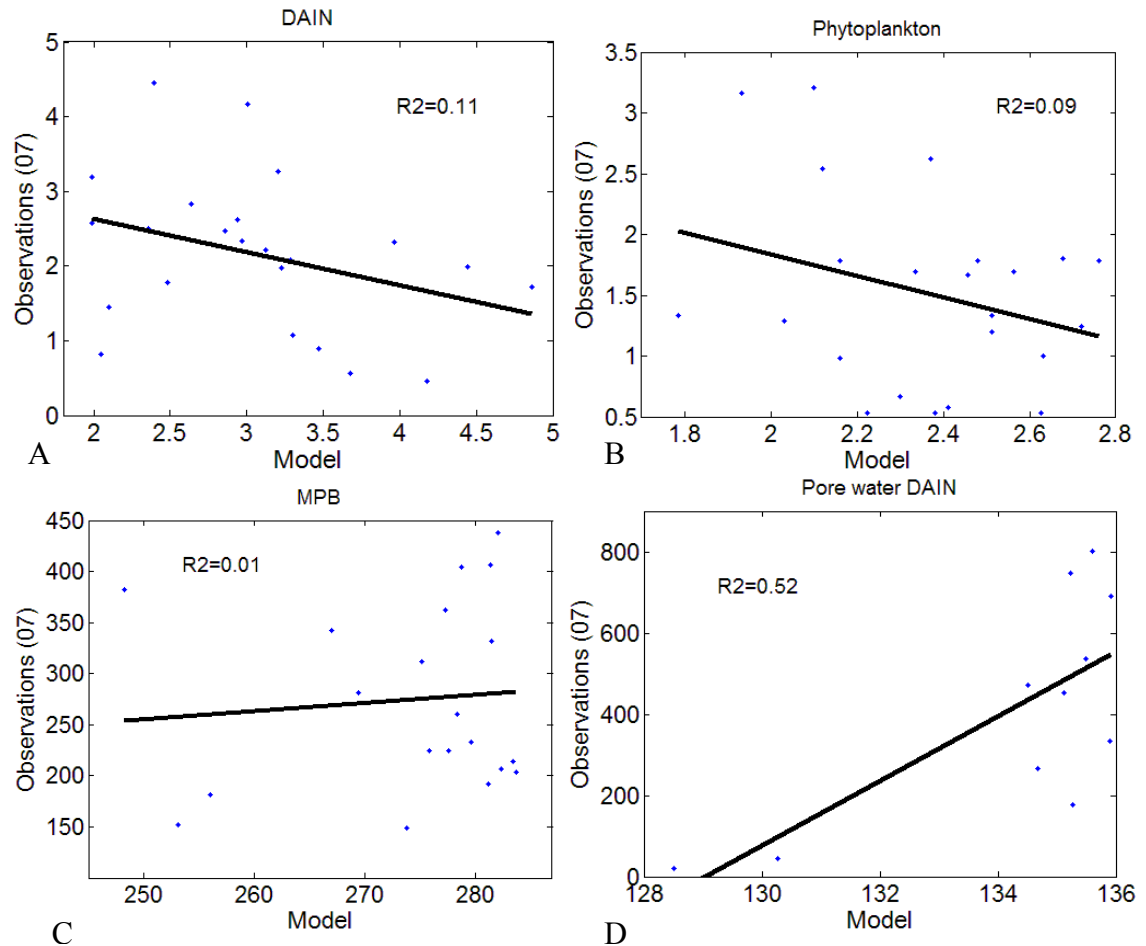 DAIN
5
4
3
2
1
0
Observations (07)
R2=0.11
2 2.5 3 3.5 4 4.5 5
Model
A
Phytoplankton
3.5
3
2.5
2
1.5
1
0.5
Observations (07)
R2=0.09
1.8 2 2.2 2.4 2.6 2.8
Model
B
MPB
450
400
350
300
250
200
150
Observations (07)
R2=0.01
250 260 270 280
Model
C
Pore water DAIN
800
600
400
200
0
Observations (07)
R2=0.52
128 130 132 134 136
Model
D